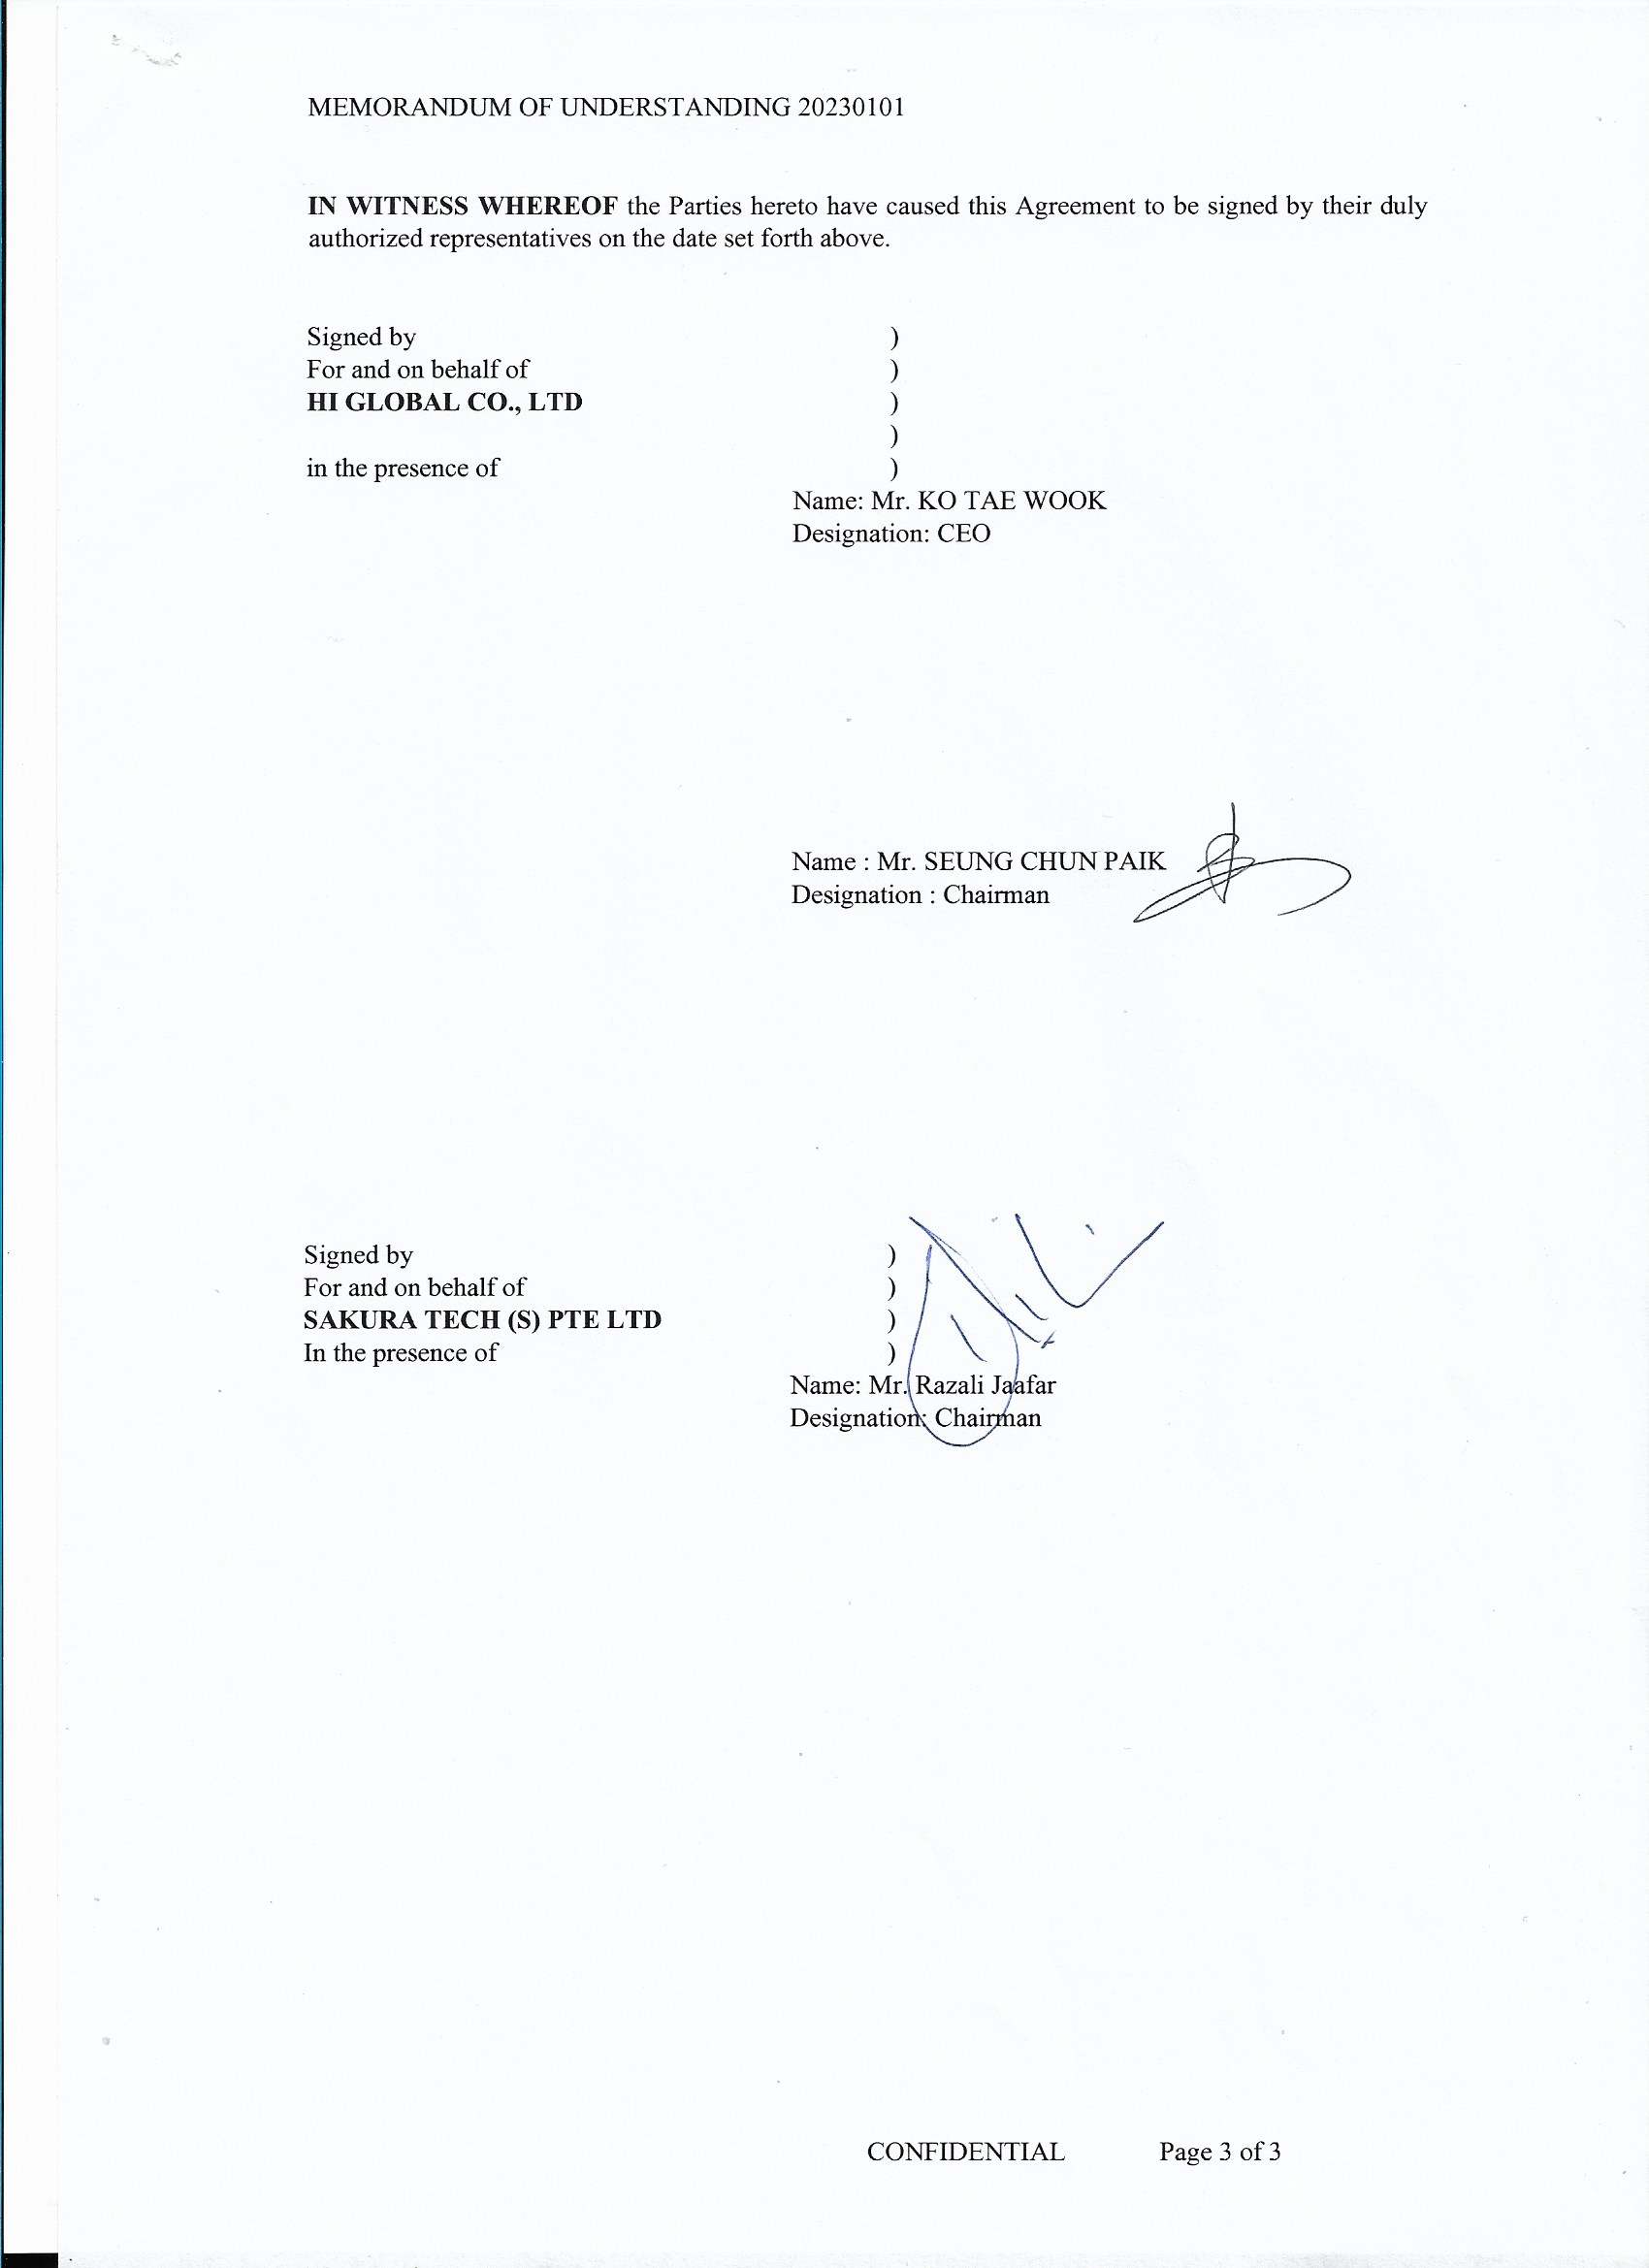 MEMORANDUM OF UNDERSTANDING 20230101
IN WITNESS WHEREOF the Parties hereto have caused this Agreement to be signed by their duly
authorized representatives on the date set forth above.
Signed by )
For and on behalf of )
HI GLOBAL CO., LTD )
)
in the presence of )
Name: Mr. KO TAE WOOK
Designation: CEO
Name : Mr. SEUNG CHUN PAIK
Designation : Chairman
Signed by )
For and on behalf of )
SAKURA TECH (S) PTE LTD )
In the presence of )
Name: Mr. Razali Jaafar
Designation: Chairman
CONFIDENTIAL Page 3 of 3